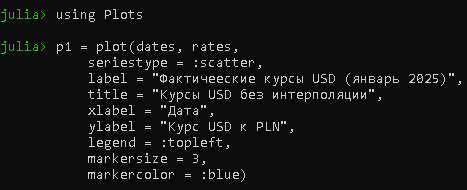 julia> using Plots
julia> p1 = plot(dates, rates,
seriestype = :scatter,
label = "Фактичееские курсы USD (январь 2025)",
title = "Курсы USD без интерполяции",
xlabel = "Дата",
ylabel = "Курс USD к PLN",
legend = :topleft,
markersize = 3,
markercolor = :blue)